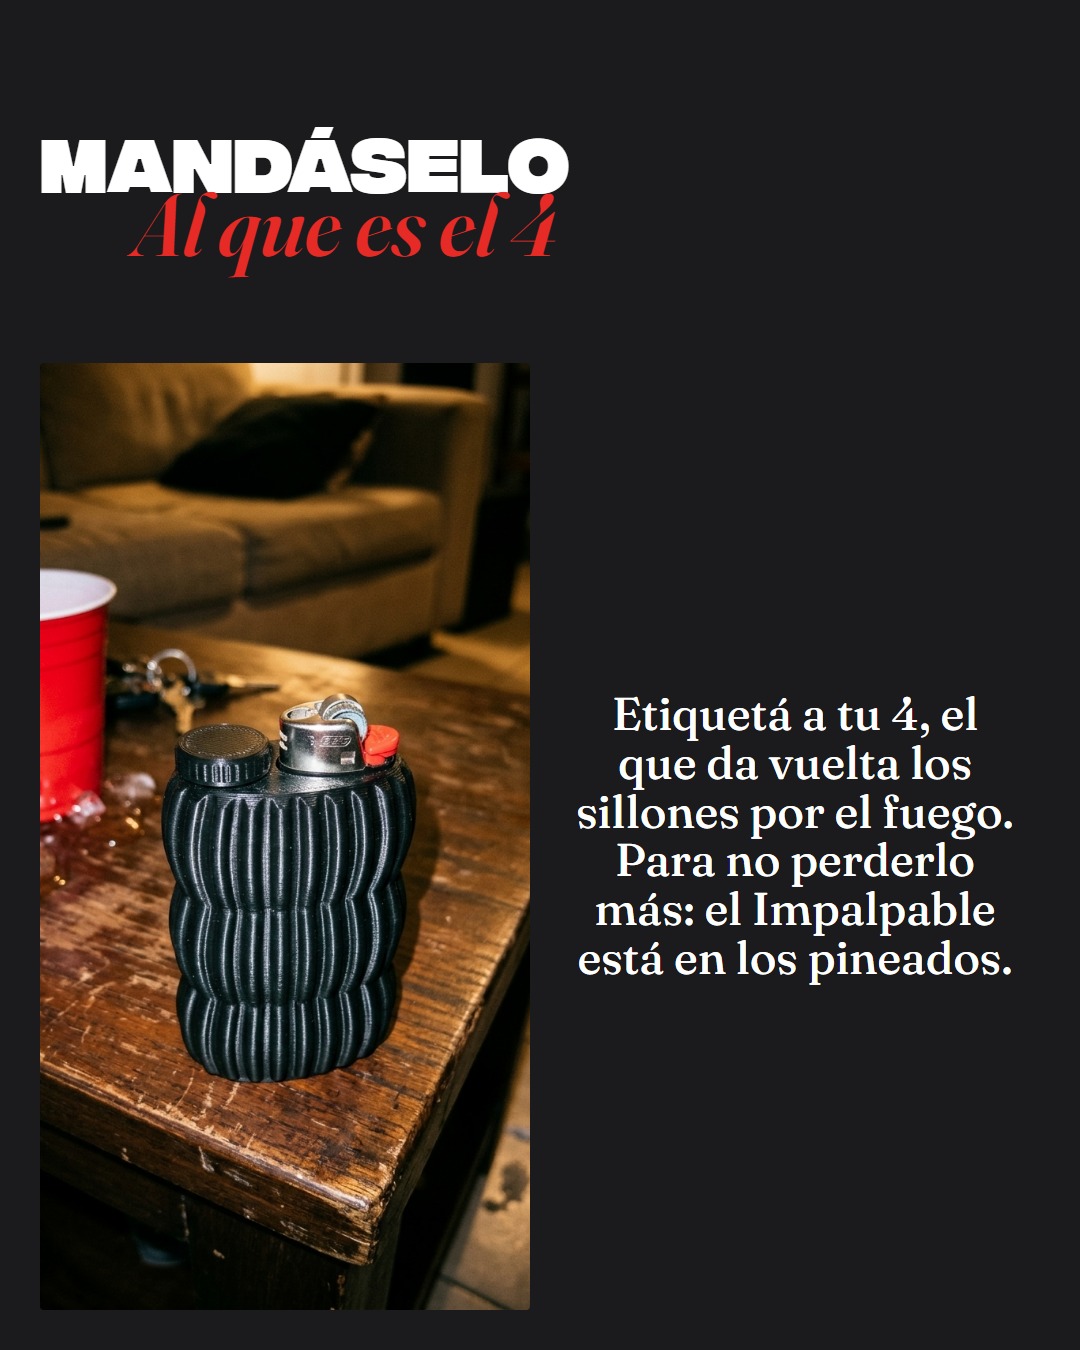 MANDÁSELO
Al que es el 4
Etiquetá a tu 4, el
que da vuelta los
sillones por el fuego.
Para no perderlo
más: el Impalpable
está en los pineados.